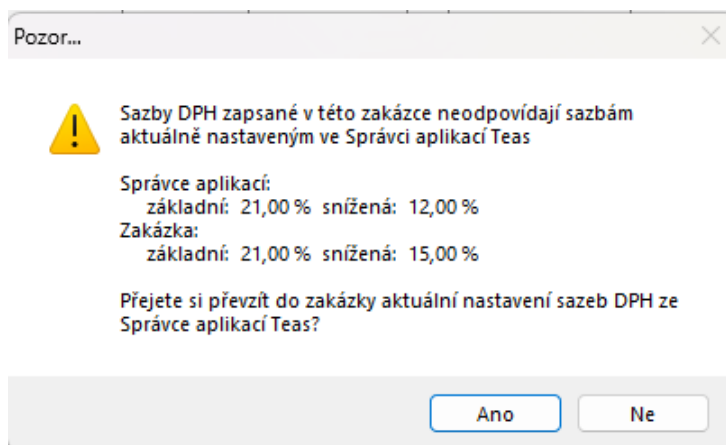 Pozor...
Sazby DPH zapsané v této zakázce neodpovídají sazbám
aktuálně nastaveným ve Správci aplikací Teas
Správce aplikací:
základní: 21,00 % snížená: 12,00 %
Zakázka:
základní: 21,00 % snížená: 15,00 %
Přejete si převzít do zakázky aktuální nastavení sazeb DPH ze
Správce aplikací Teas?
Ano Ne